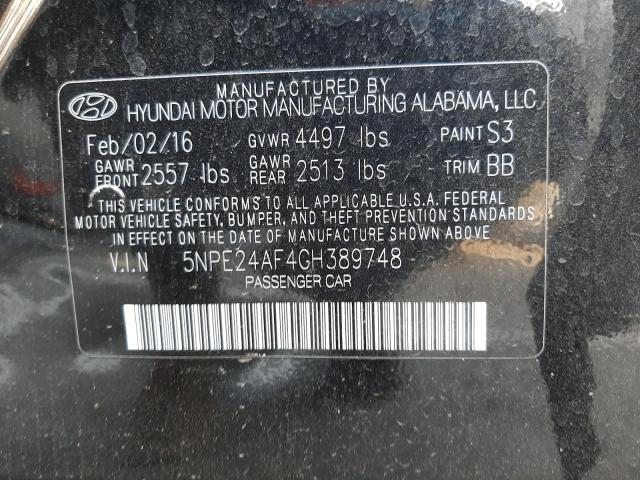 MANUFACTURED BY
HYUNDAI MOTOR MANUFACTURING ALABAMA, LLC
Feb/02/16 GVWR 4497 lbs PAINT S3
GAWR FRONT 2557 lbs GAWR REAR 2513 lbs TRIM BB
THIS VEHICLE CONFORMS TO ALL APPLICABLE U.S.A. FEDERAL
MOTOR VEHICLE SAFETY, BUMPER, AND THEFT PREVENTION STANDARDS
IN EFFECT ON THE DATE OF MANUFACTURE SHOWN ABOVE
V.I.N 5NPE24AF4GH389748
PASSENGER CAR